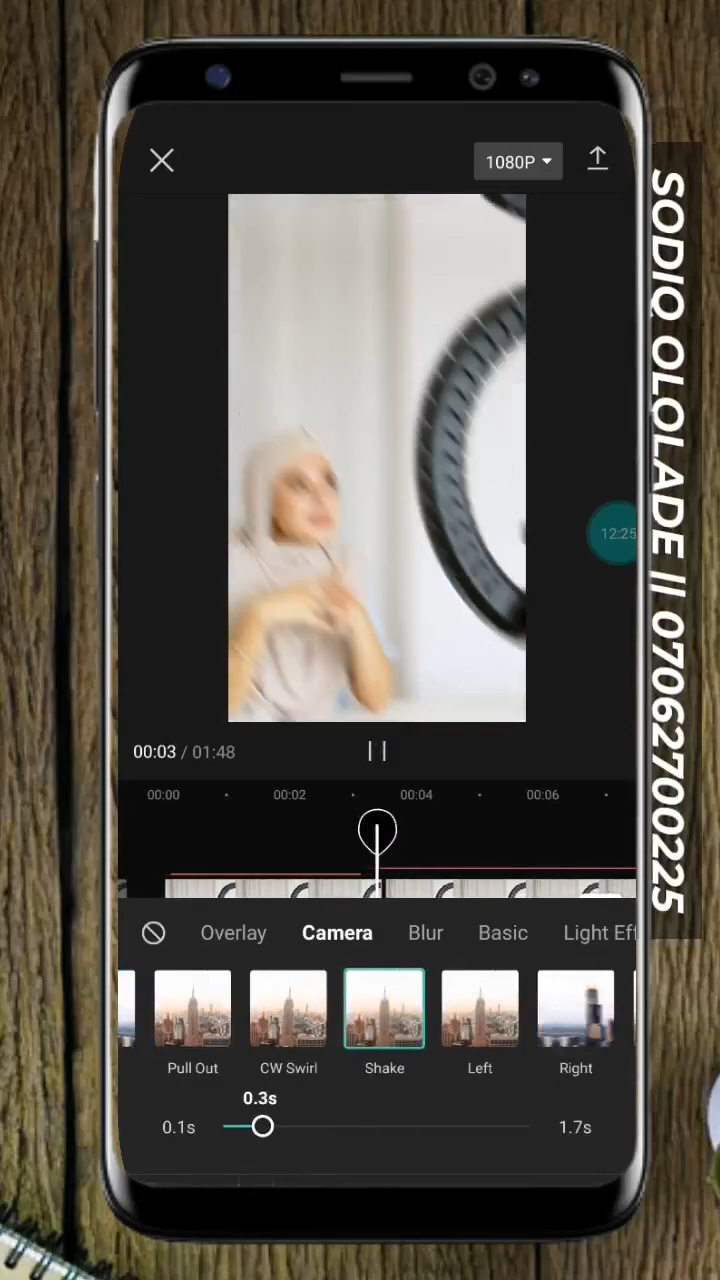 1080P
SODIQ OLOLADE || 07062700225
12:25
00:03 / 01:48
00:00
00:02
00:04
00:06
Overlay
Camera
Blur
Basic
Light Eff
Pull Out
CW Swirl
Shake
Left
Right
0.3s
0.1s
1.7s